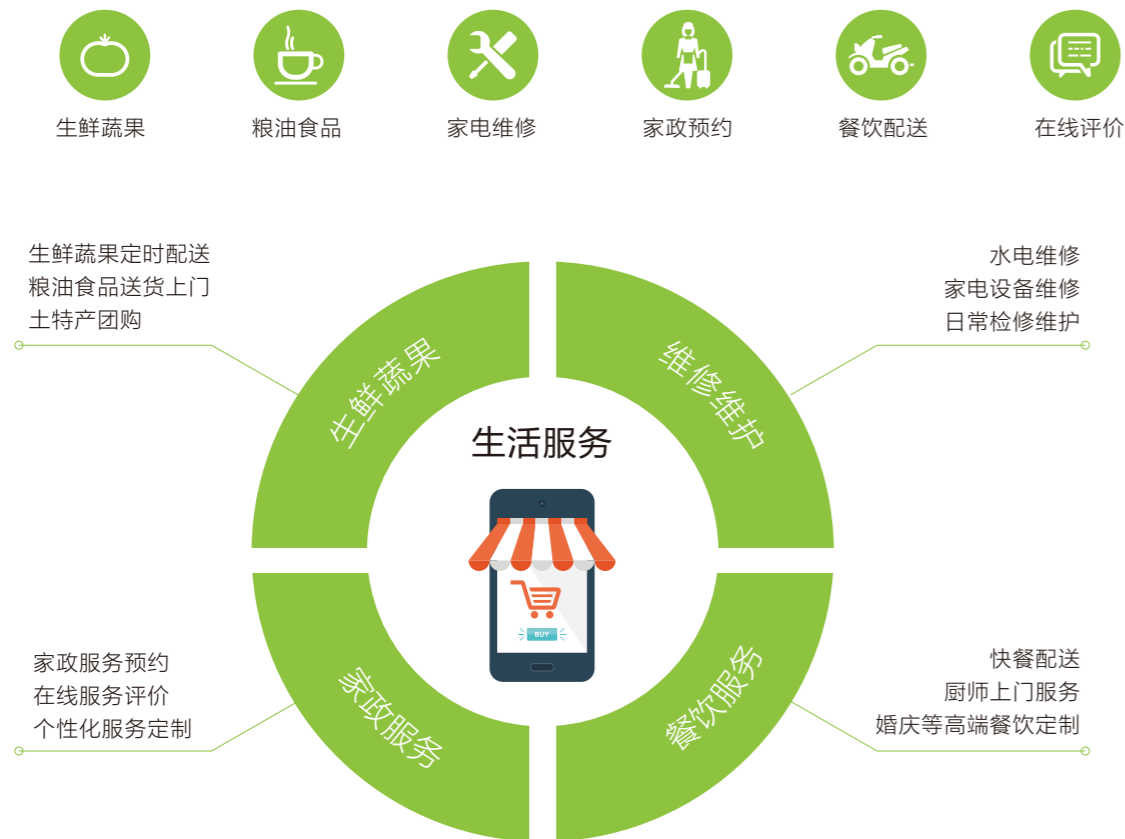 生鲜蔬果
粮油食品
家电维修
家政预约
餐饮配送
在线评价
生鲜蔬果定时配送
粮油食品送货上门
土特产团购
水电维修
家电设备维修
日常检修维护
生鲜蔬果
维修维护
生活服务
BUY
家政服务预约
在线服务评价
个性化服务定制
家政服务
餐饮服务
快餐配送
厨师上门服务
婚庆等高端餐饮定制